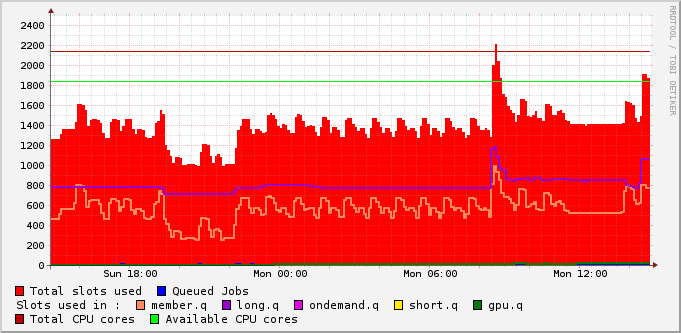 RRDTOOL / TOBI OETIKER
2400
2200
2000
1800
1600
1400
1200
1000
800
600
400
200
0
Sun 18:00 Mon 00:00 Mon 06:00 Mon 12:00
Total slots used Queued Jobs
Slots used in : member.q long.q ondemand.q short.q gpu.q
Total CPU cores Available CPU cores